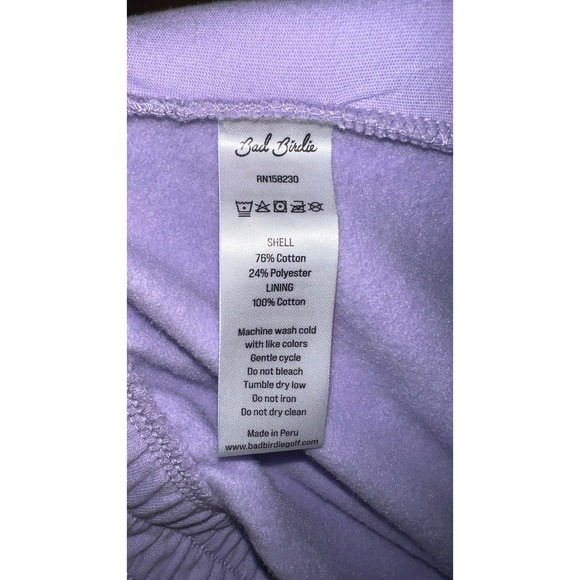 Bad Birdie
RN158230
SHELL
76% Cotton
24% Polyester
LINING
100% Cotton
Machine wash cold
with like colors
Gentle cycle
Do not bleach
Tumble dry low
Do not iron
Do not dry clean
Made in Peru
www.badbirdiegolf.com